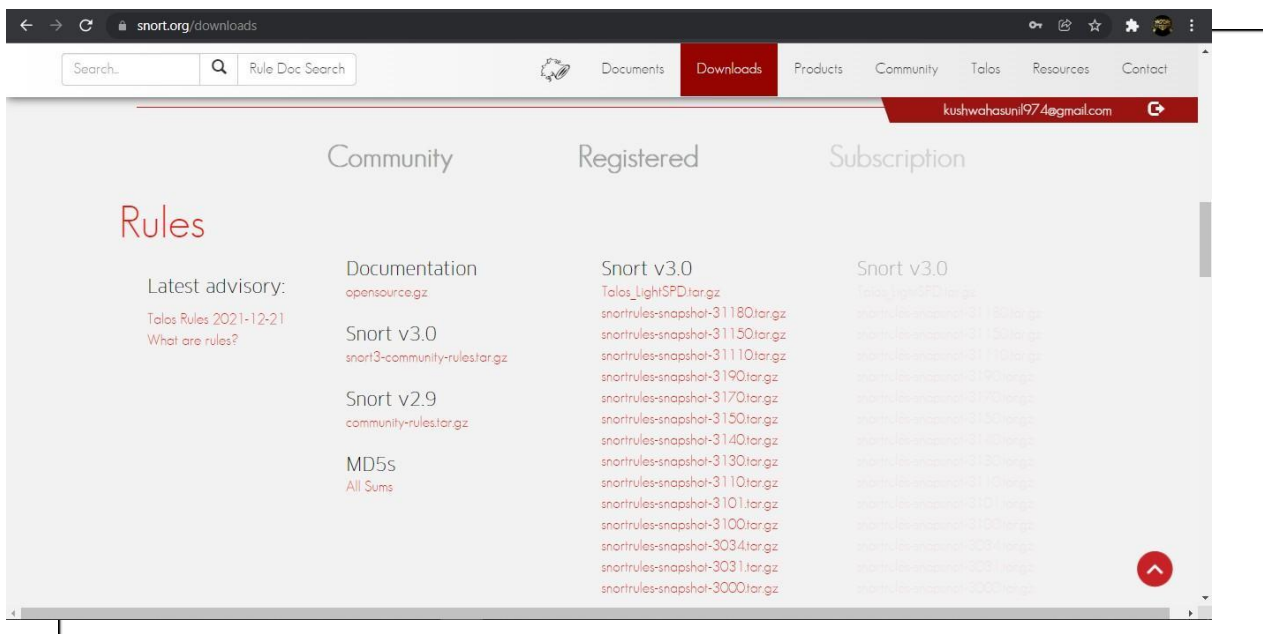 snort.org/downloads
Search..
Rule Doc Search
Documents
Downloads
Products
Community
Talos
Resources
Contact
kushwahasunil974@gmail.com
Community
Registered
Subscription
Rules
Latest advisory:
Talos Rules 2021-12-21
What are rules?
Documentation
opensource.gz
Snort v3.0
snort3-community-rules.tar.gz
Snort v2.9
community-rules.tar.gz
MD5s
All Sums
Snort v3.0
Talos_LightSPD.tar.gz
snortrules-snapshot-31180.tar.gz
snortrules-snapshot-31150.tar.gz
snortrules-snapshot-31110.tar.gz
snortrules-snapshot-3190.tar.gz
snortrules-snapshot-3170.tar.gz
snortrules-snapshot-3150.tar.gz
snortrules-snapshot-3140.tar.gz
snortrules-snapshot-3130.tar.gz
snortrules-snapshot-3110.tar.gz
snortrules-snapshot-3101.tar.gz
snortrules-snapshot-3100.tar.gz
snortrules-snapshot-3034.tar.gz
snortrules-snapshot-3031.tar.gz
snortrules-snapshot-3000.tar.gz
Snort v3.0